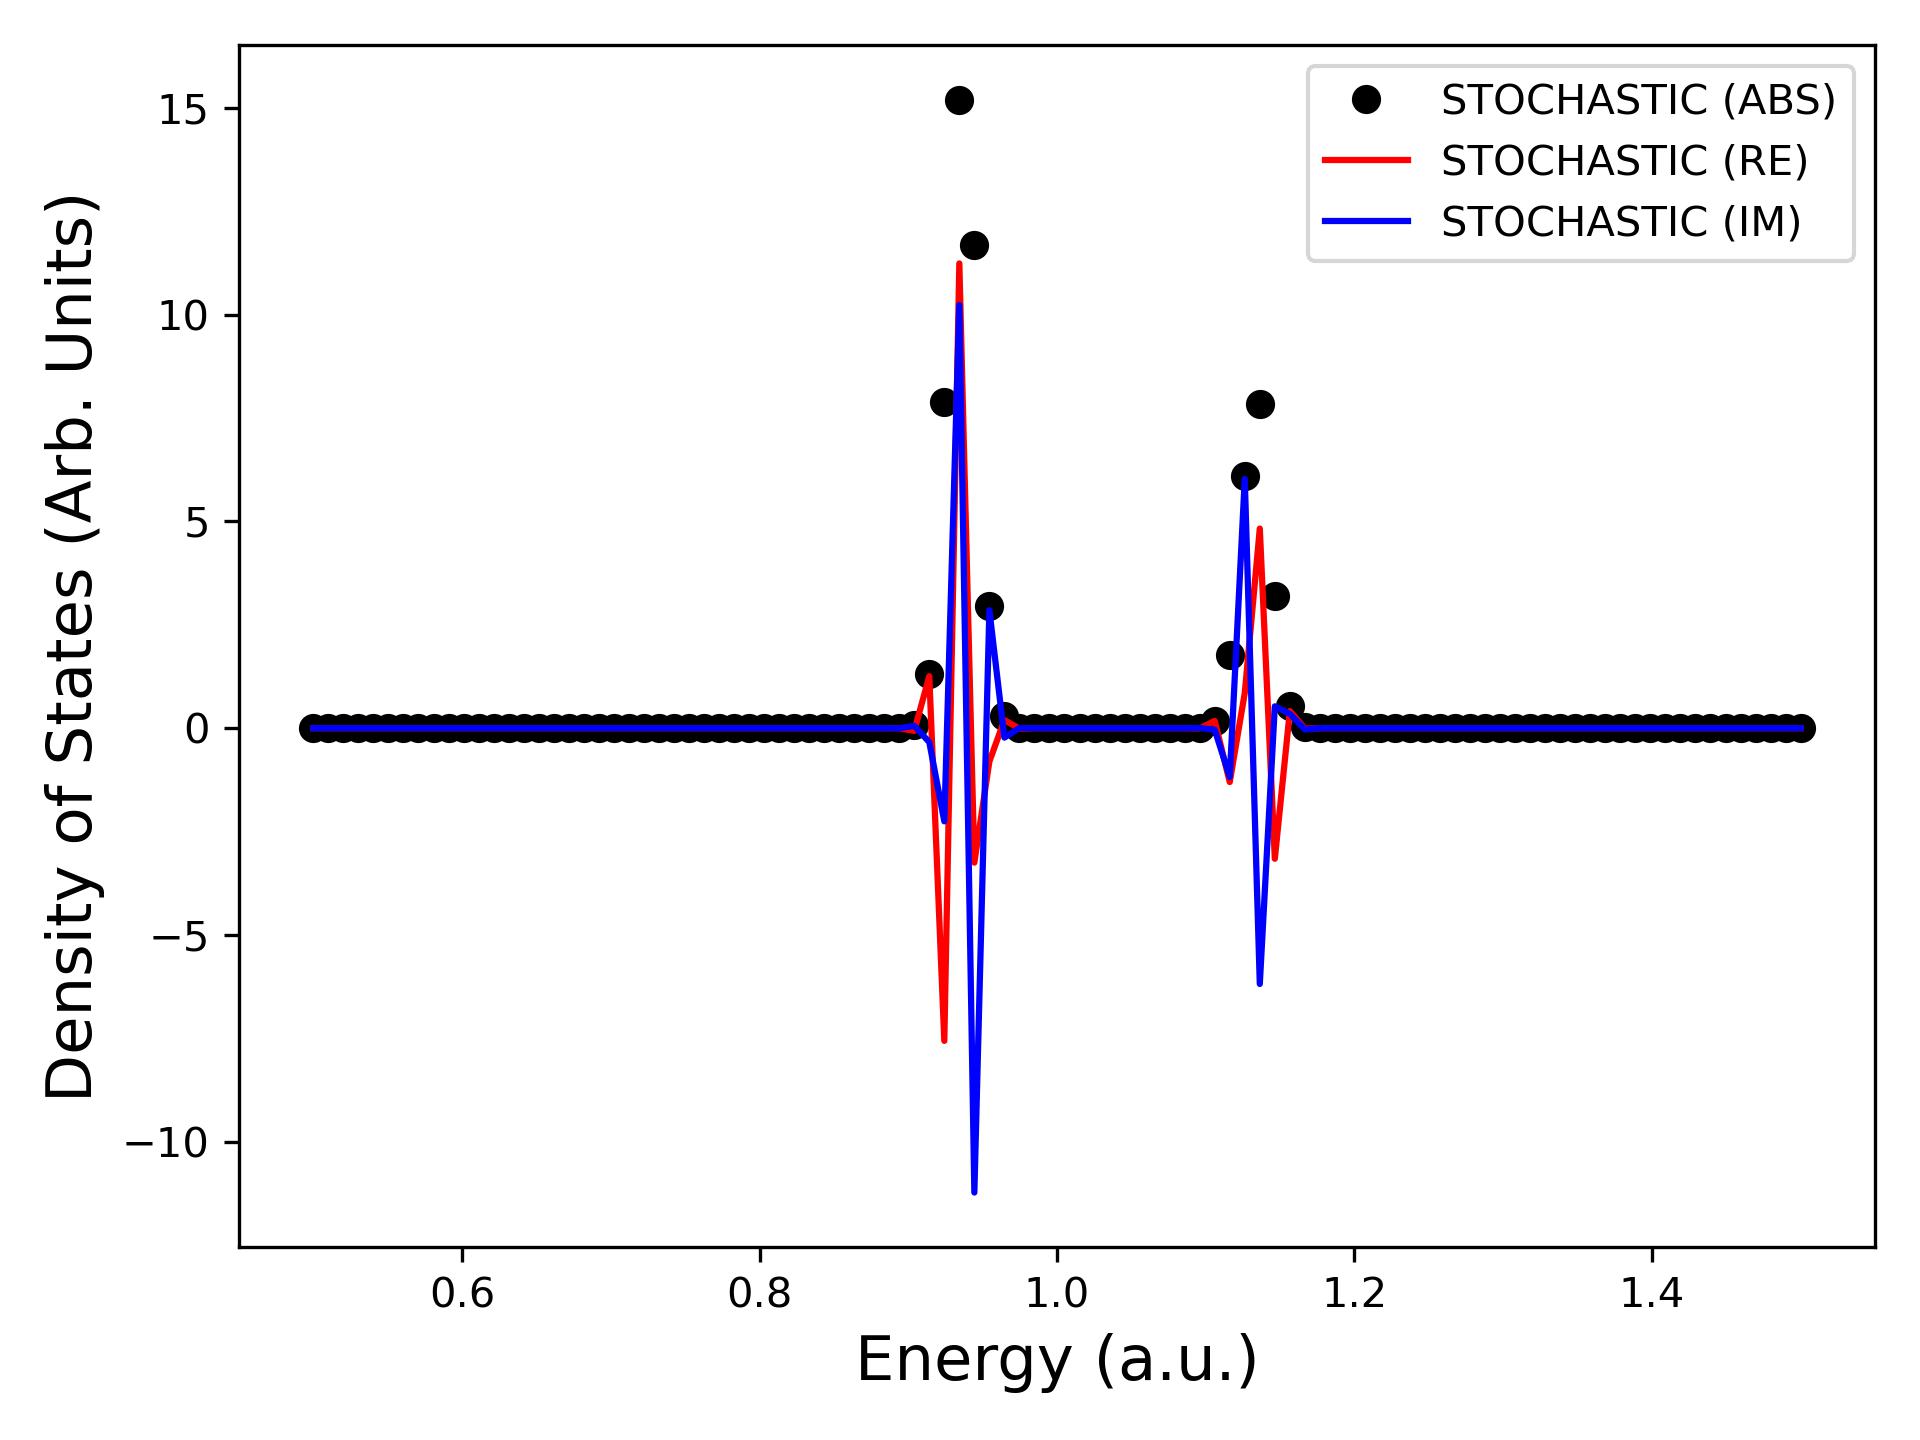 Density of States (Arb. Units)
15
10
5
0
−5
−10
STOCHASTIC (ABS)
STOCHASTIC (RE)
STOCHASTIC (IM)
0.6
0.8
1.0
1.2
1.4
Energy (a.u.)